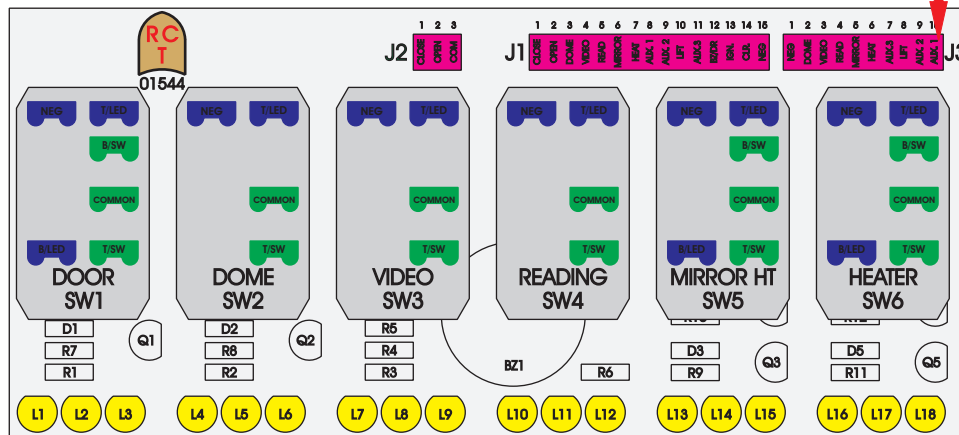 RC
T
01544
J2
1 2 3
CLOSE OPEN COM
J1
1 2 3 4 5 6 7 8 9 10 11 12 13 14 15
CLOSE OPEN DOME VIDEO READ MIRROR HEAT AUX. 1 AUX. 2 LIFT AUX.3 BZ/DR IGN. CLR. NEG
1 2 3 4 5 6 7 8 9 10
NEG DOME VIDEO READ MIRROR HEAT AUX.3 LIFT AUX. 2 AUX. 1
J3
NEG T/LED NEG T/LED NEG T/LED NEG T/LED NEG T/LED NEG T/LED
B/SW B/SW B/SW
COMMON COMMON COMMON COMMON COMMON COMMON
B/LED T/SW T/SW T/SW T/SW B/LED T/SW B/LED T/SW
DOOR DOME VIDEO READING MIRROR HT HEATER
SW1 SW2 SW3 SW4 SW5 SW6
D1 Q1 D2 Q2 R5
R7 R8 R4 D3 Q3 D5 Q5
R1 R2 R3 BZ1 R6 R9 R11
L1 L2 L3 L4 L5 L6 L7 L8 L9 L10 L11 L12 L13 L14 L15 L16 L17 L18